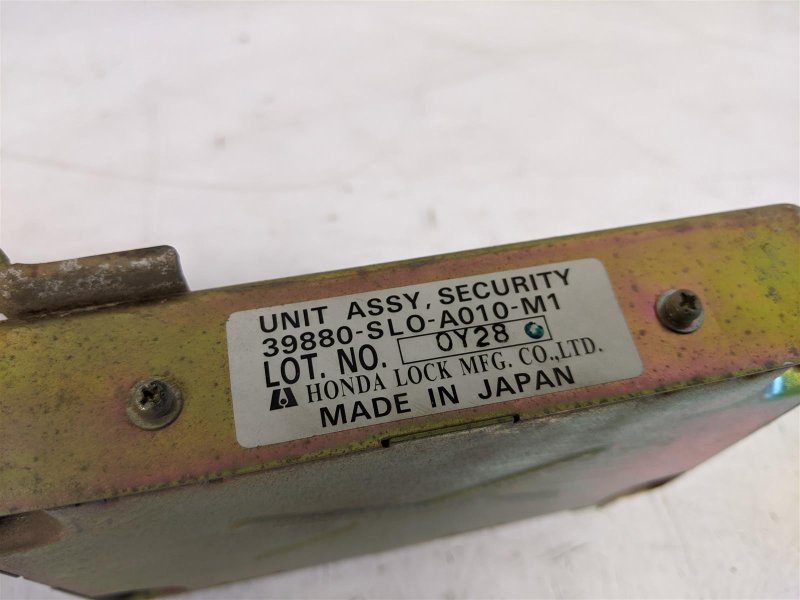 UNIT ASSY, SECURITY
39880-SL0-A010-M1
LOT. NO. 0Y28
HONDA LOCK MFG. CO.,LTD.
MADE IN JAPAN